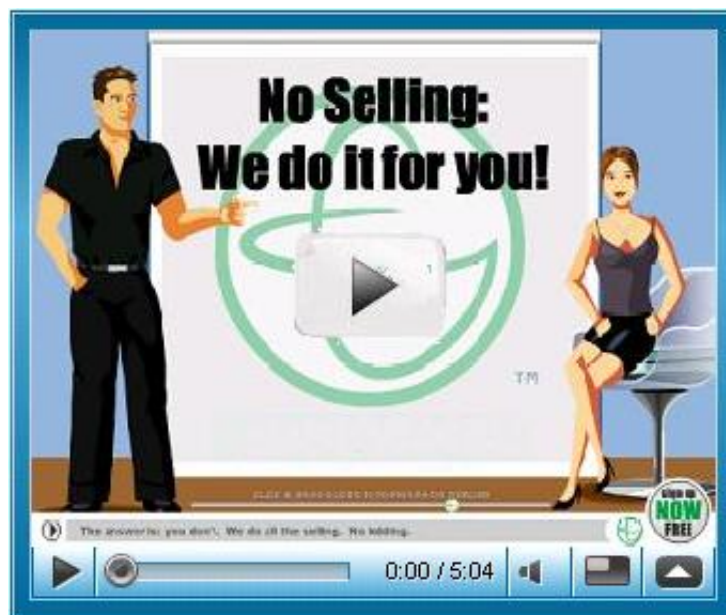 No Selling:
We do it for you!
TM
The answer is: you don't. We do all the selling. No kidding.
sign up
NOW
FREE
0:00 / 5:04